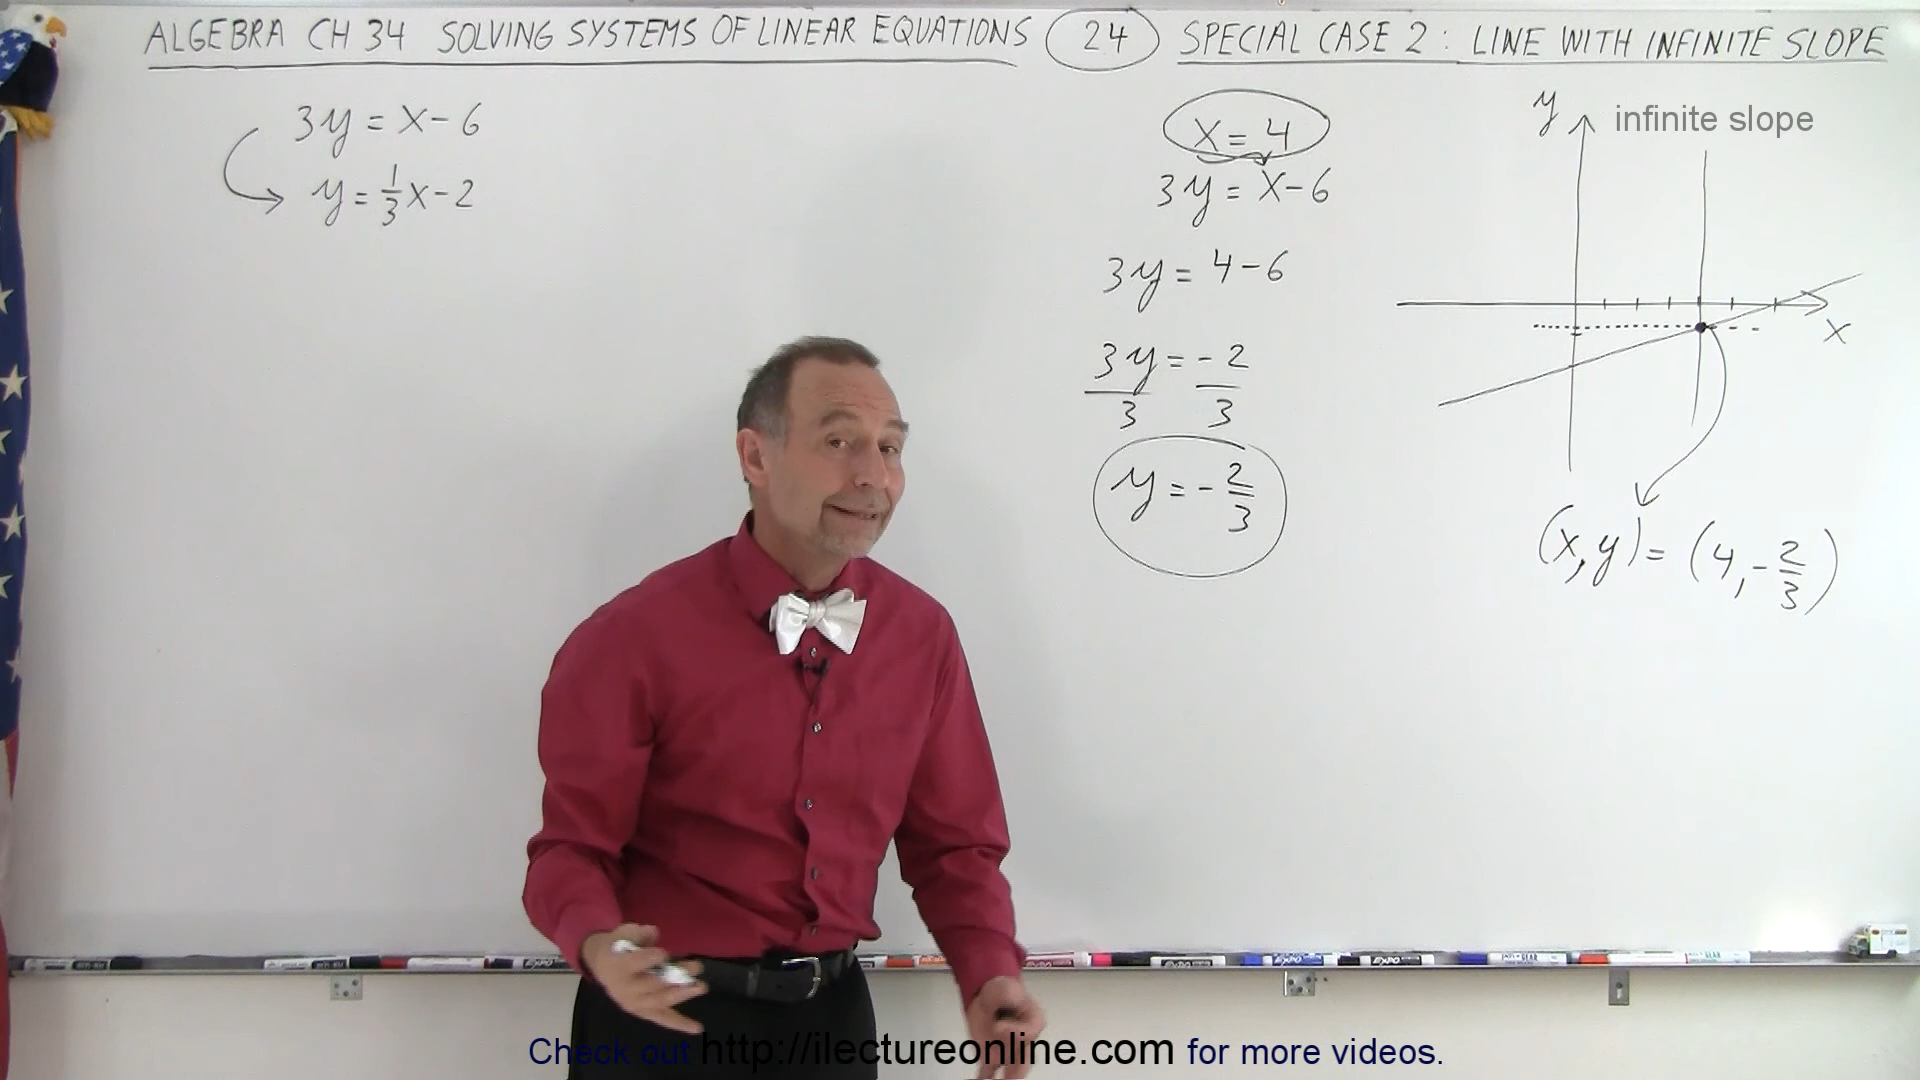 ALGEBRA CH 34 SOLVING SYSTEMS OF LINEAR EQUATIONS 24 SPECIAL CASE 2: LINE WITH INFINITE SLOPE
3y = x - 6
y = 1/3 x - 2
x = 4
3y = x - 6
3y = 4 - 6
3y/3 = -2/3
y = -2/3
y
infinite slope
x
(x, y) = (4, -2/3)
EXPO
EXPO
Check out http://ilectureonline.com for more videos.